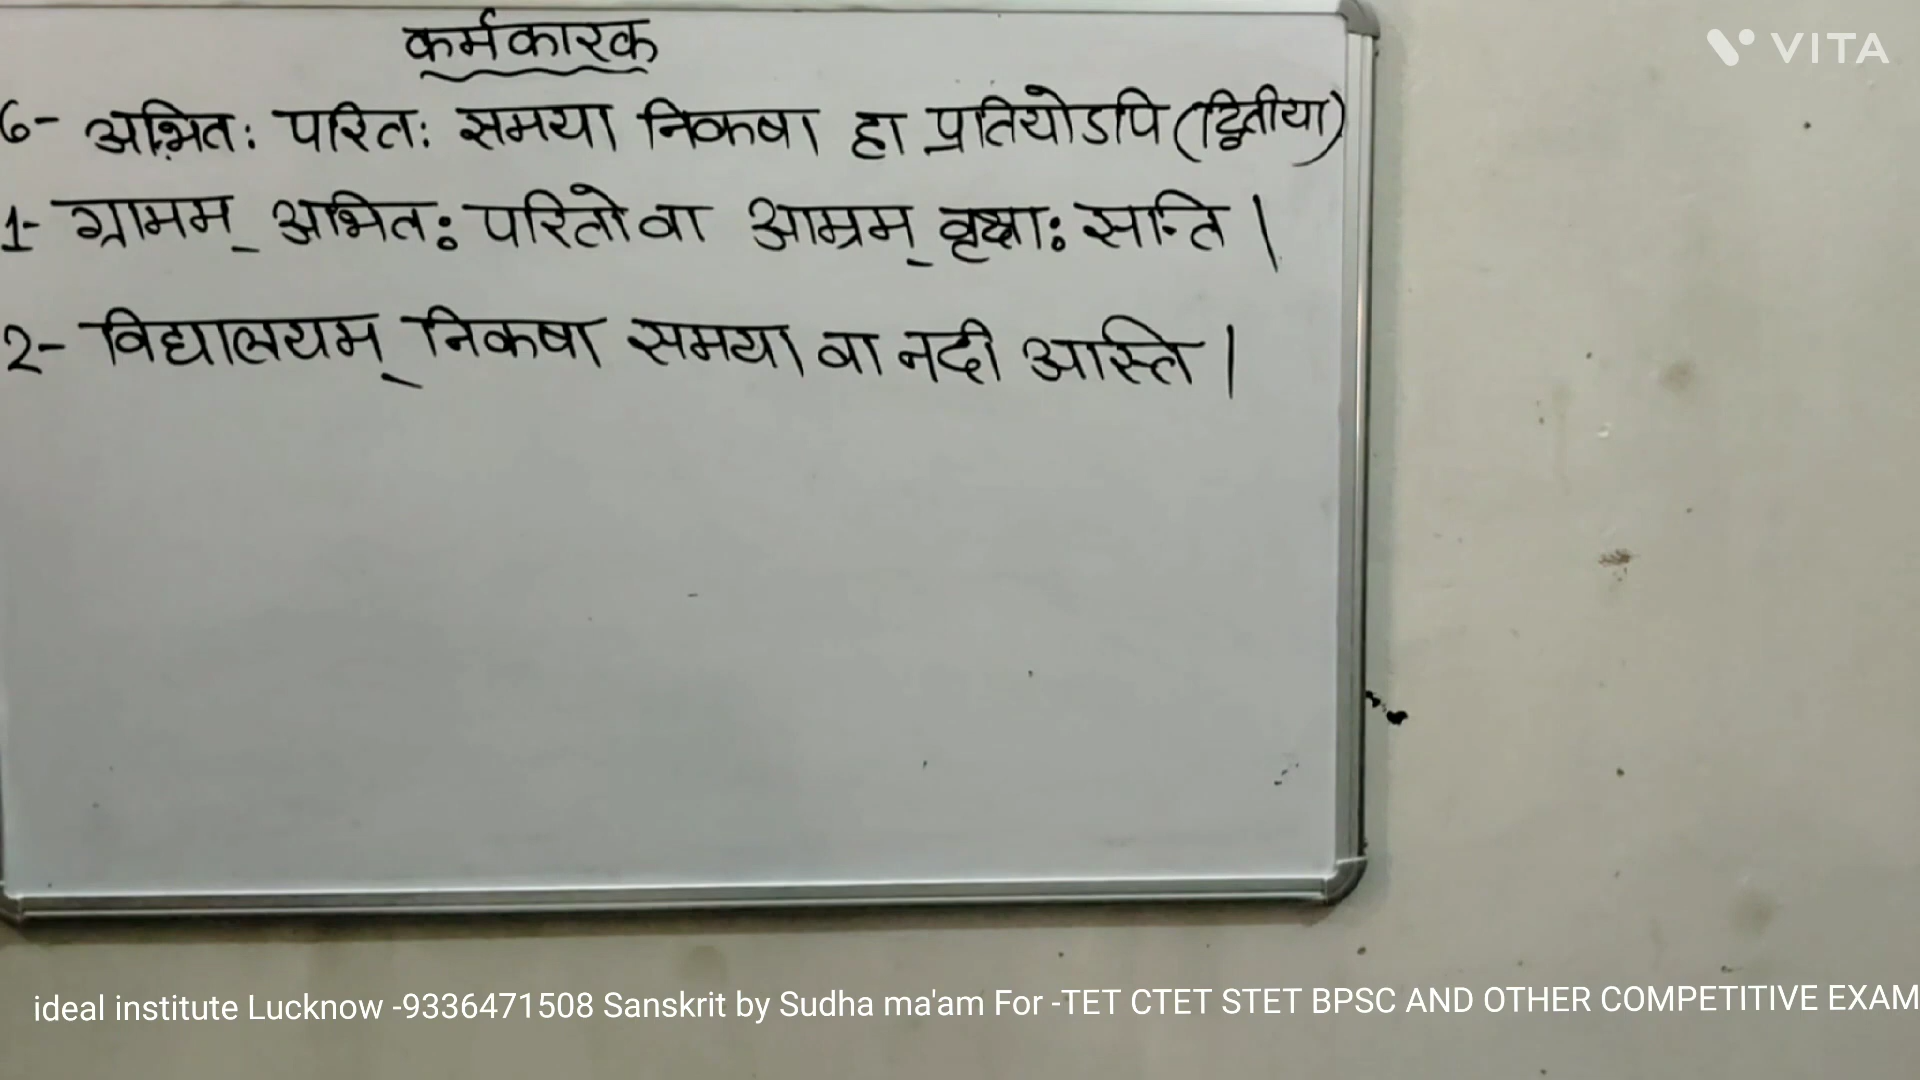 कर्मकारक
VITA
6- अभितः परितः समया निकषा हा प्रतियोऽपि (द्वितीया)
1- ग्रामम् अभितः परितो वा आम्रम् वृक्षाः सन्ति ।
2- विद्यालयम् निकषा समया वा नदी अस्ति ।
ideal institute Lucknow -9336471508 Sanskrit by Sudha ma'am For -TET CTET STET BPSC AND OTHER COMPETITIVE EXAM